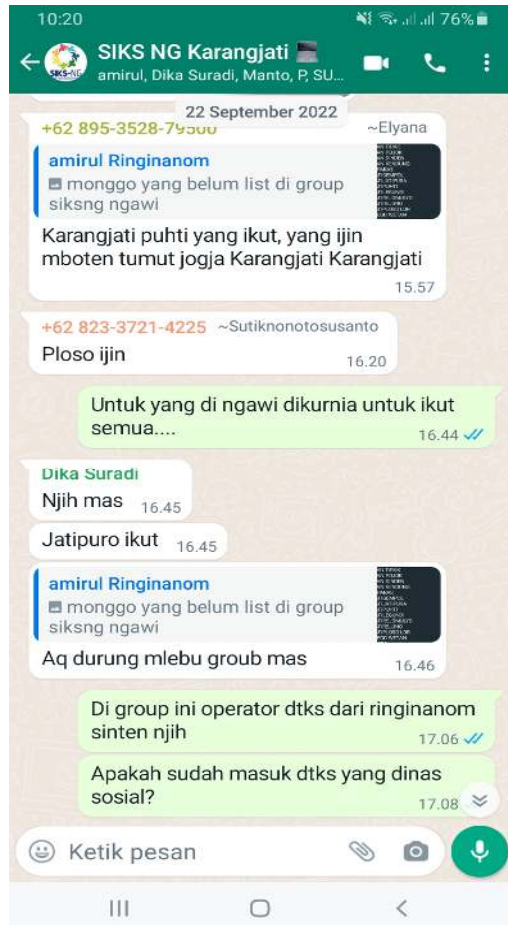 10:20
76%
SIKS NG Karangjati
amirul, Dika Suradi, Manto, P, SU...
SIKS-NG
22 September 2022
+62 895-3528-79500 ~Elyana
amirul Ringinanom
monggo yang belum list di group
siksng ngawi
Karangjati puhti yang ikut, yang ijin
mboten tumut jogja Karangjati Karangjati
15.57
+62 823-3721-4225 ~Sutiknonotosusanto
Ploso ijin 16.20
Untuk yang di ngawi dikurnia untuk ikut
semua.... 16.44
Dika Suradi
Njih mas 16.45
Jatipuro ikut 16.45
amirul Ringinanom
monggo yang belum list di group
siksng ngawi
Aq durung mlebu groub mas 16.46
Di group ini operator dtks dari ringinanom
sinten njih 17.06
Apakah sudah masuk dtks yang dinas
sosial? 17.08
Ketik pesan